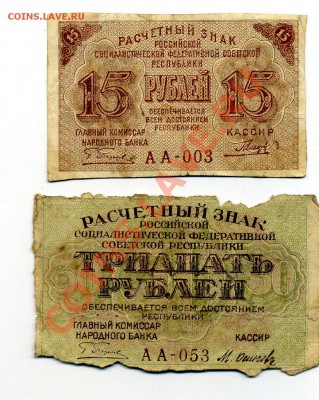 COINS.LAV.RU
РАСЧЕТНЫЙ ЗНАК
РОССИЙСКОЙ
СОЦИАЛИСТИЧЕСКОЙ ФЕДЕРАТИВНОЙ СОВЕТСКОЙ
РЕСПУБЛИКИ
15 РУБЛЕЙ 15
ОБЕСПЕЧИВАЕТСЯ
ВСЕМ ДОСТОЯНИЕМ
РЕСПУБЛИКИ
ГЛАВНЫЙ КОМИССАР
НАРОДНОГО БАНКА
КАССИР
АА-003
РАСЧЕТНЫЙ ЗНАК
РОССИЙСКОЙ
СОЦИАЛИСТИЧЕСКОЙ ФЕДЕРАТИВНОЙ
СОВЕТСКОЙ РЕСПУБЛИКИ
ТРИДЦАТЬ
РУБЛЕЙ
ОБЕСПЕЧИВАЕТСЯ ВСЕМ ДОСТОЯНИЕМ
РЕСПУБЛИКИ
ГЛАВНЫЙ КОМИССАР
НАРОДНОГО БАНКА
КАССИР
АА-053